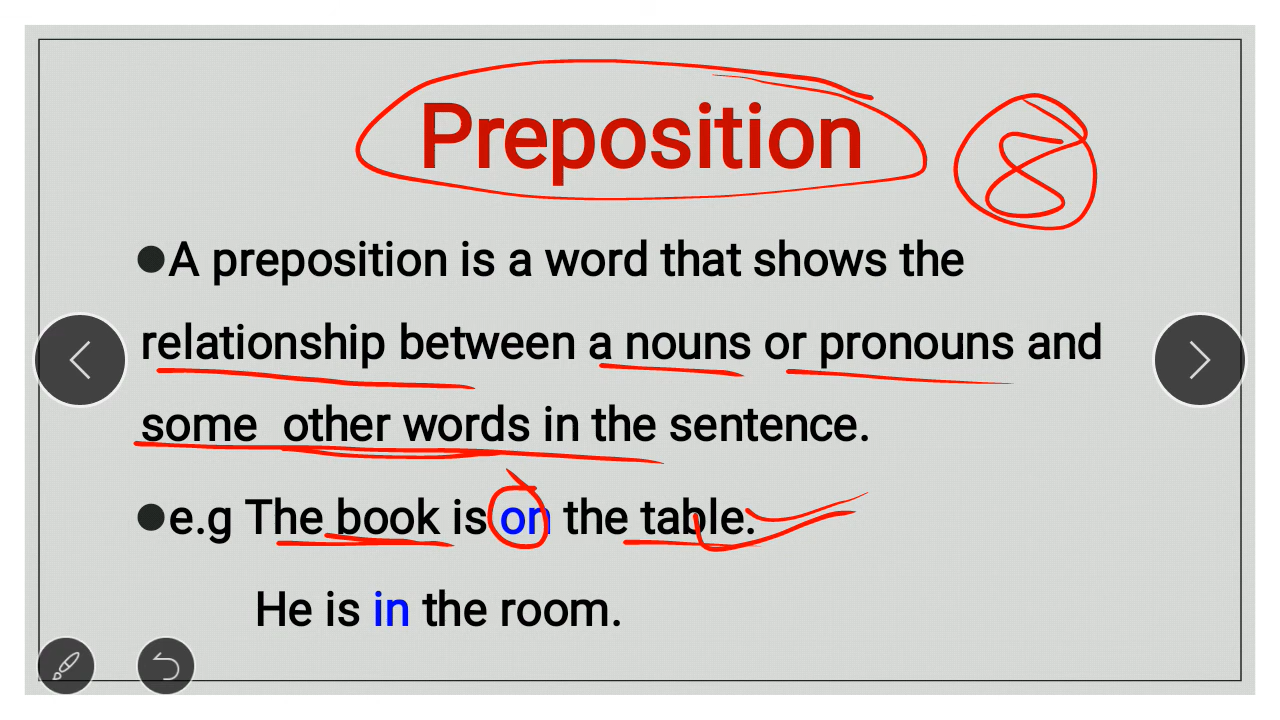 Preposition 8
●A preposition is a word that shows the
relationship between a nouns or pronouns and
some other words in the sentence.
●e.g The book is on the table.
He is in the room.